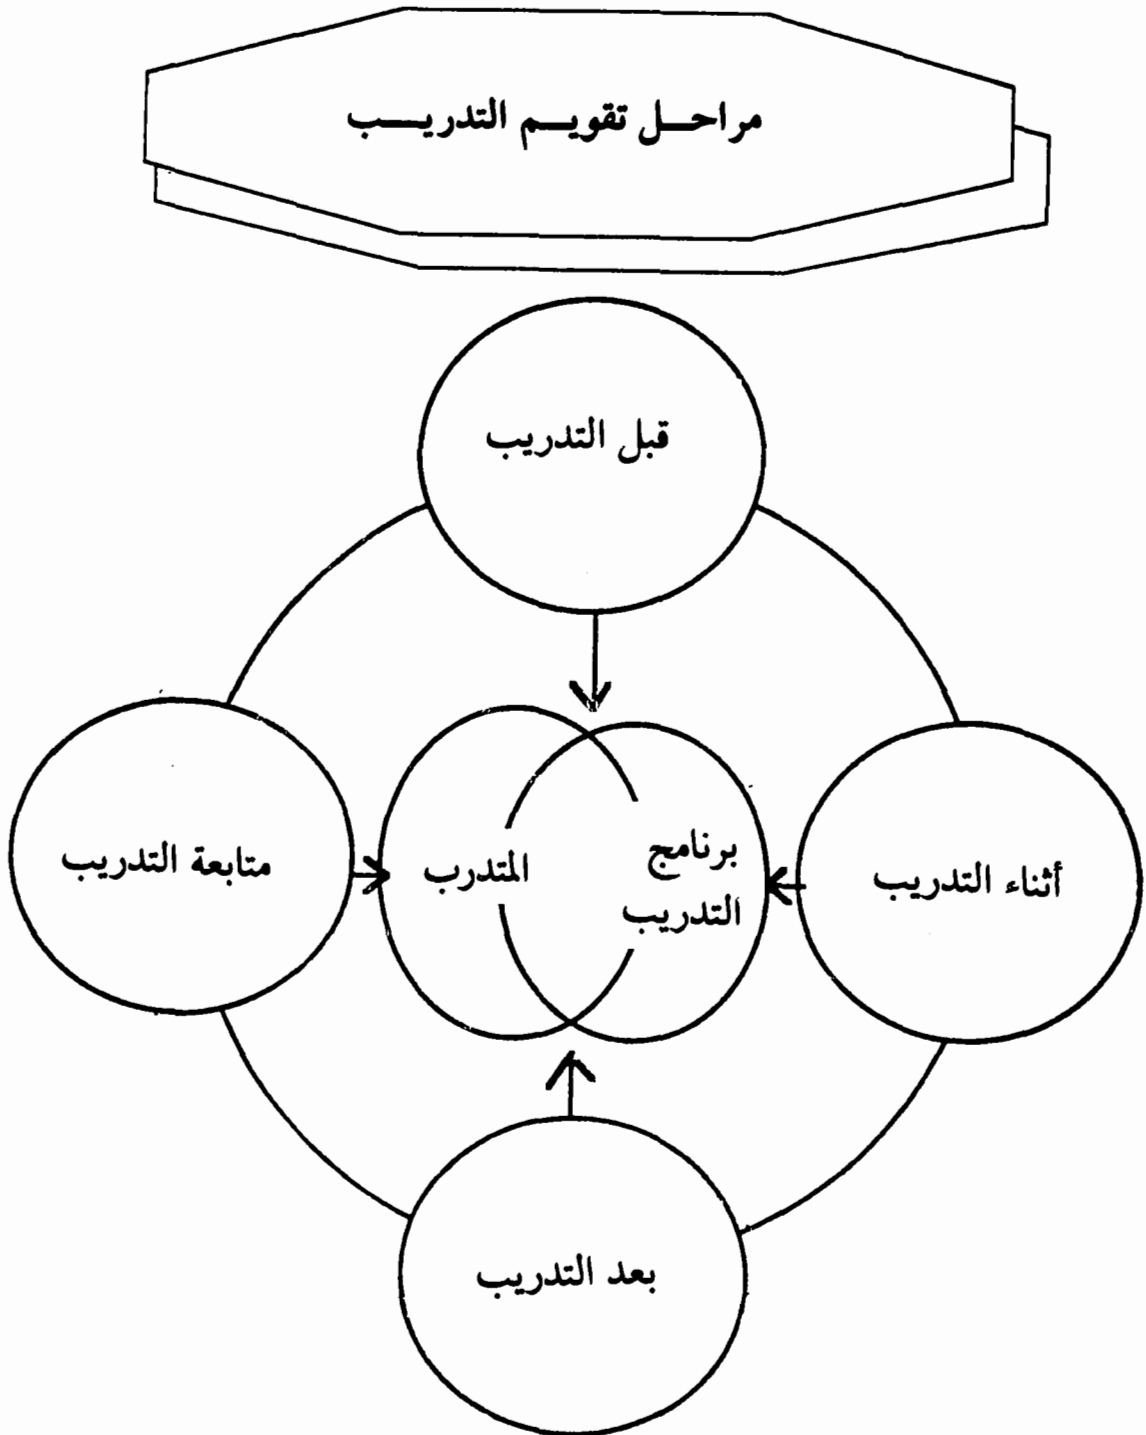 مراحل تقويم التدريب
قبل التدريب
أثناء التدريب
برنامج
التدريب
المتدرب
متابعة التدريب
بعد التدريب